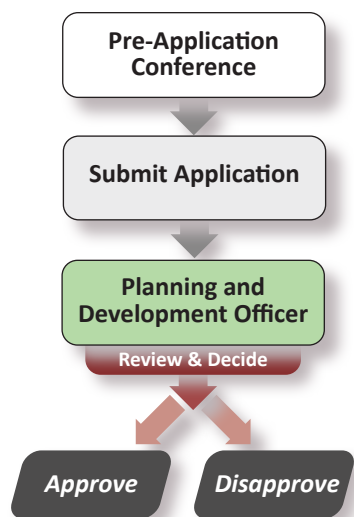 Pre-Application
Conference
Submit Application
Planning and
Development Officer
Review & Decide
Approve
Disapprove